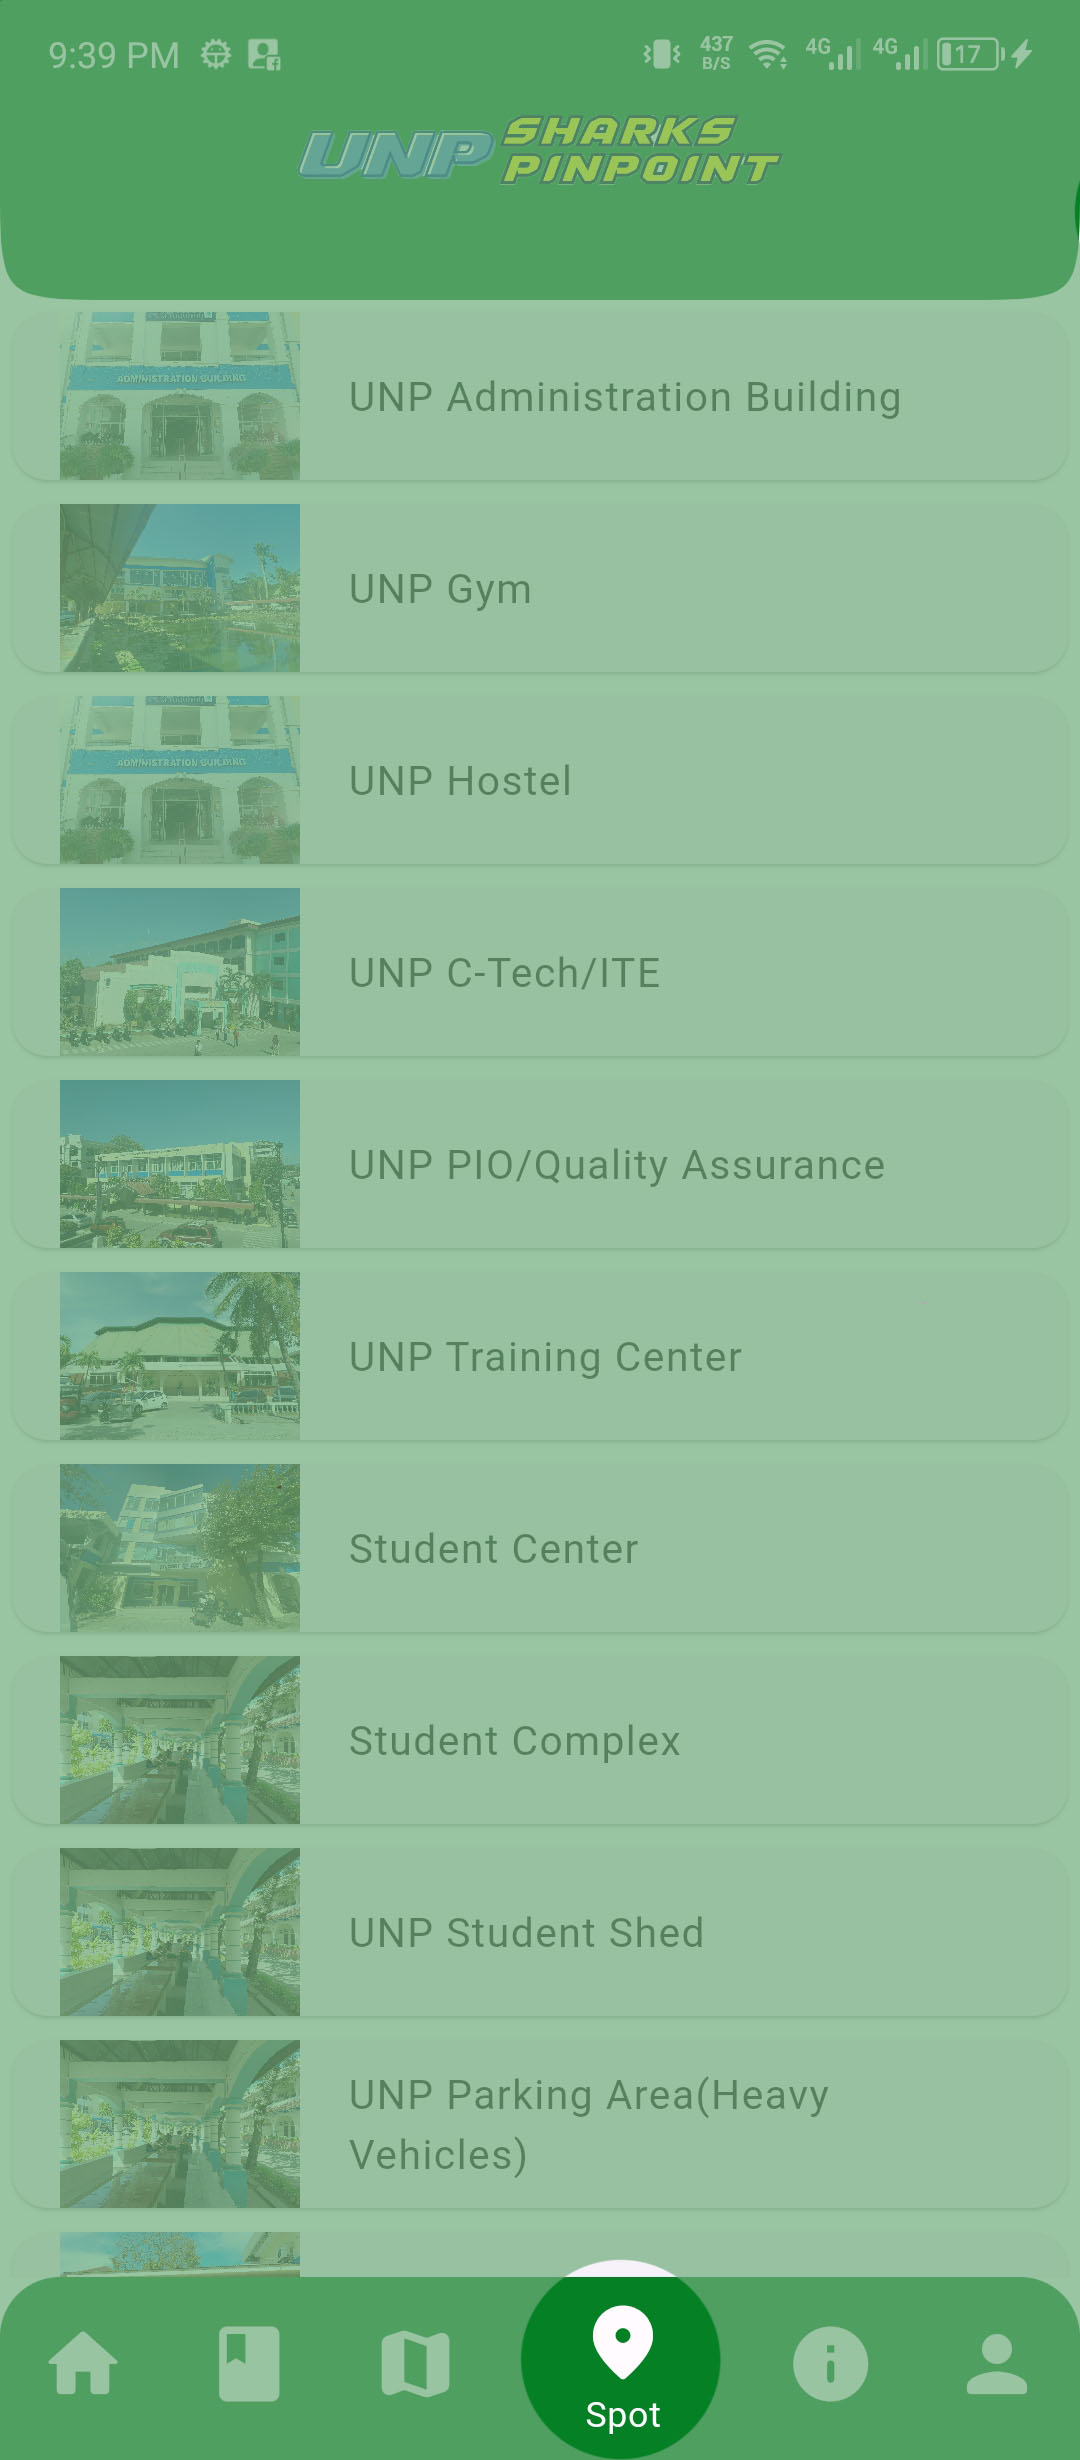 9:39 PM
437
B/S
4G
4G
17
UNP SHARKS
PINPOINT
ADMINISTRATION BUILDING
UNP Administration Building
UNP Gym
ADMINISTRATION BUILDING
UNP Hostel
UNP C-Tech/ITE
UNP PIO/Quality Assurance
UNP Training Center
Student Center
Student Complex
UNP Student Shed
UNP Parking Area(Heavy
Vehicles)
Spot